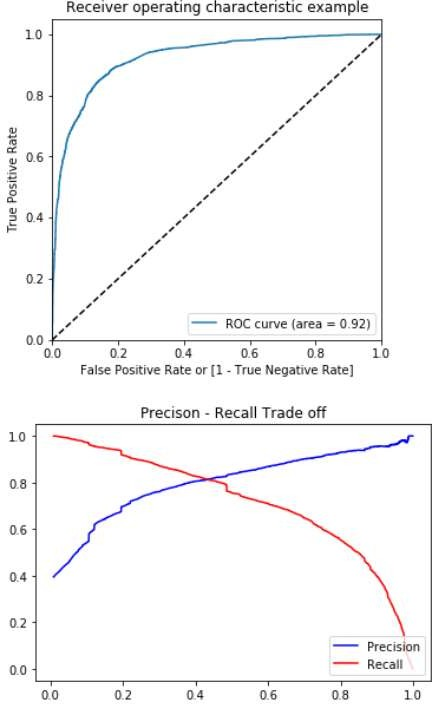 Receiver operating characteristic example
1.0
0.8
0.6
0.4
0.2
0.0
True Positive Rate
ROC curve (area = 0.92)
0.0 0.2 0.4 0.6 0.8 1.0
False Positive Rate or [1 - True Negative Rate]
Precison - Recall Trade off
1.0
0.8
0.6
0.4
0.2
0.0
Precision
Recall
0.0 0.2 0.4 0.6 0.8 1.0